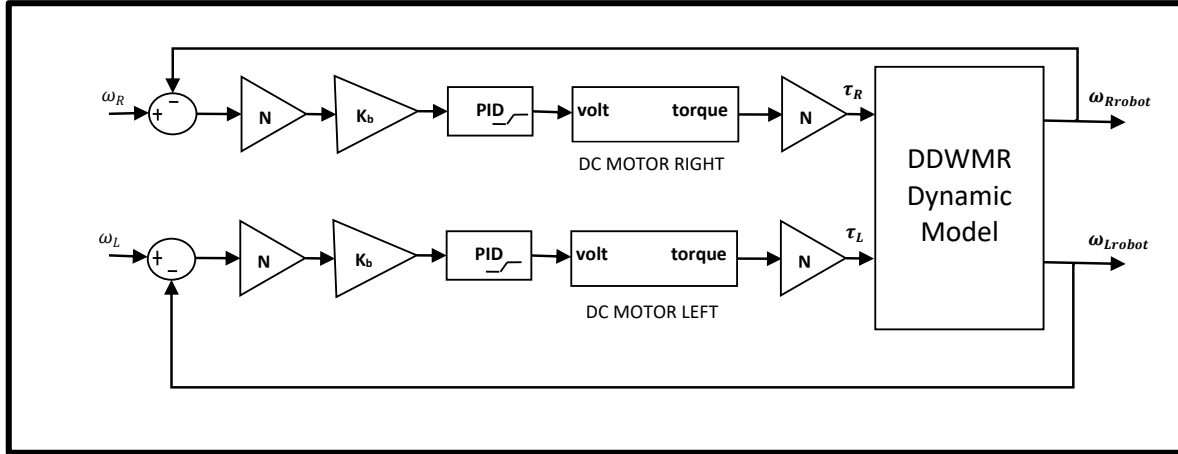 ω_R
+
−
N
K_b
PID
volt torque
DC MOTOR RIGHT
N
τ_R
ω_Rrobot
DDWMR
Dynamic
Model
ω_L
+
−
N
K_b
PID
volt torque
DC MOTOR LEFT
N
τ_L
ω_Lrobot